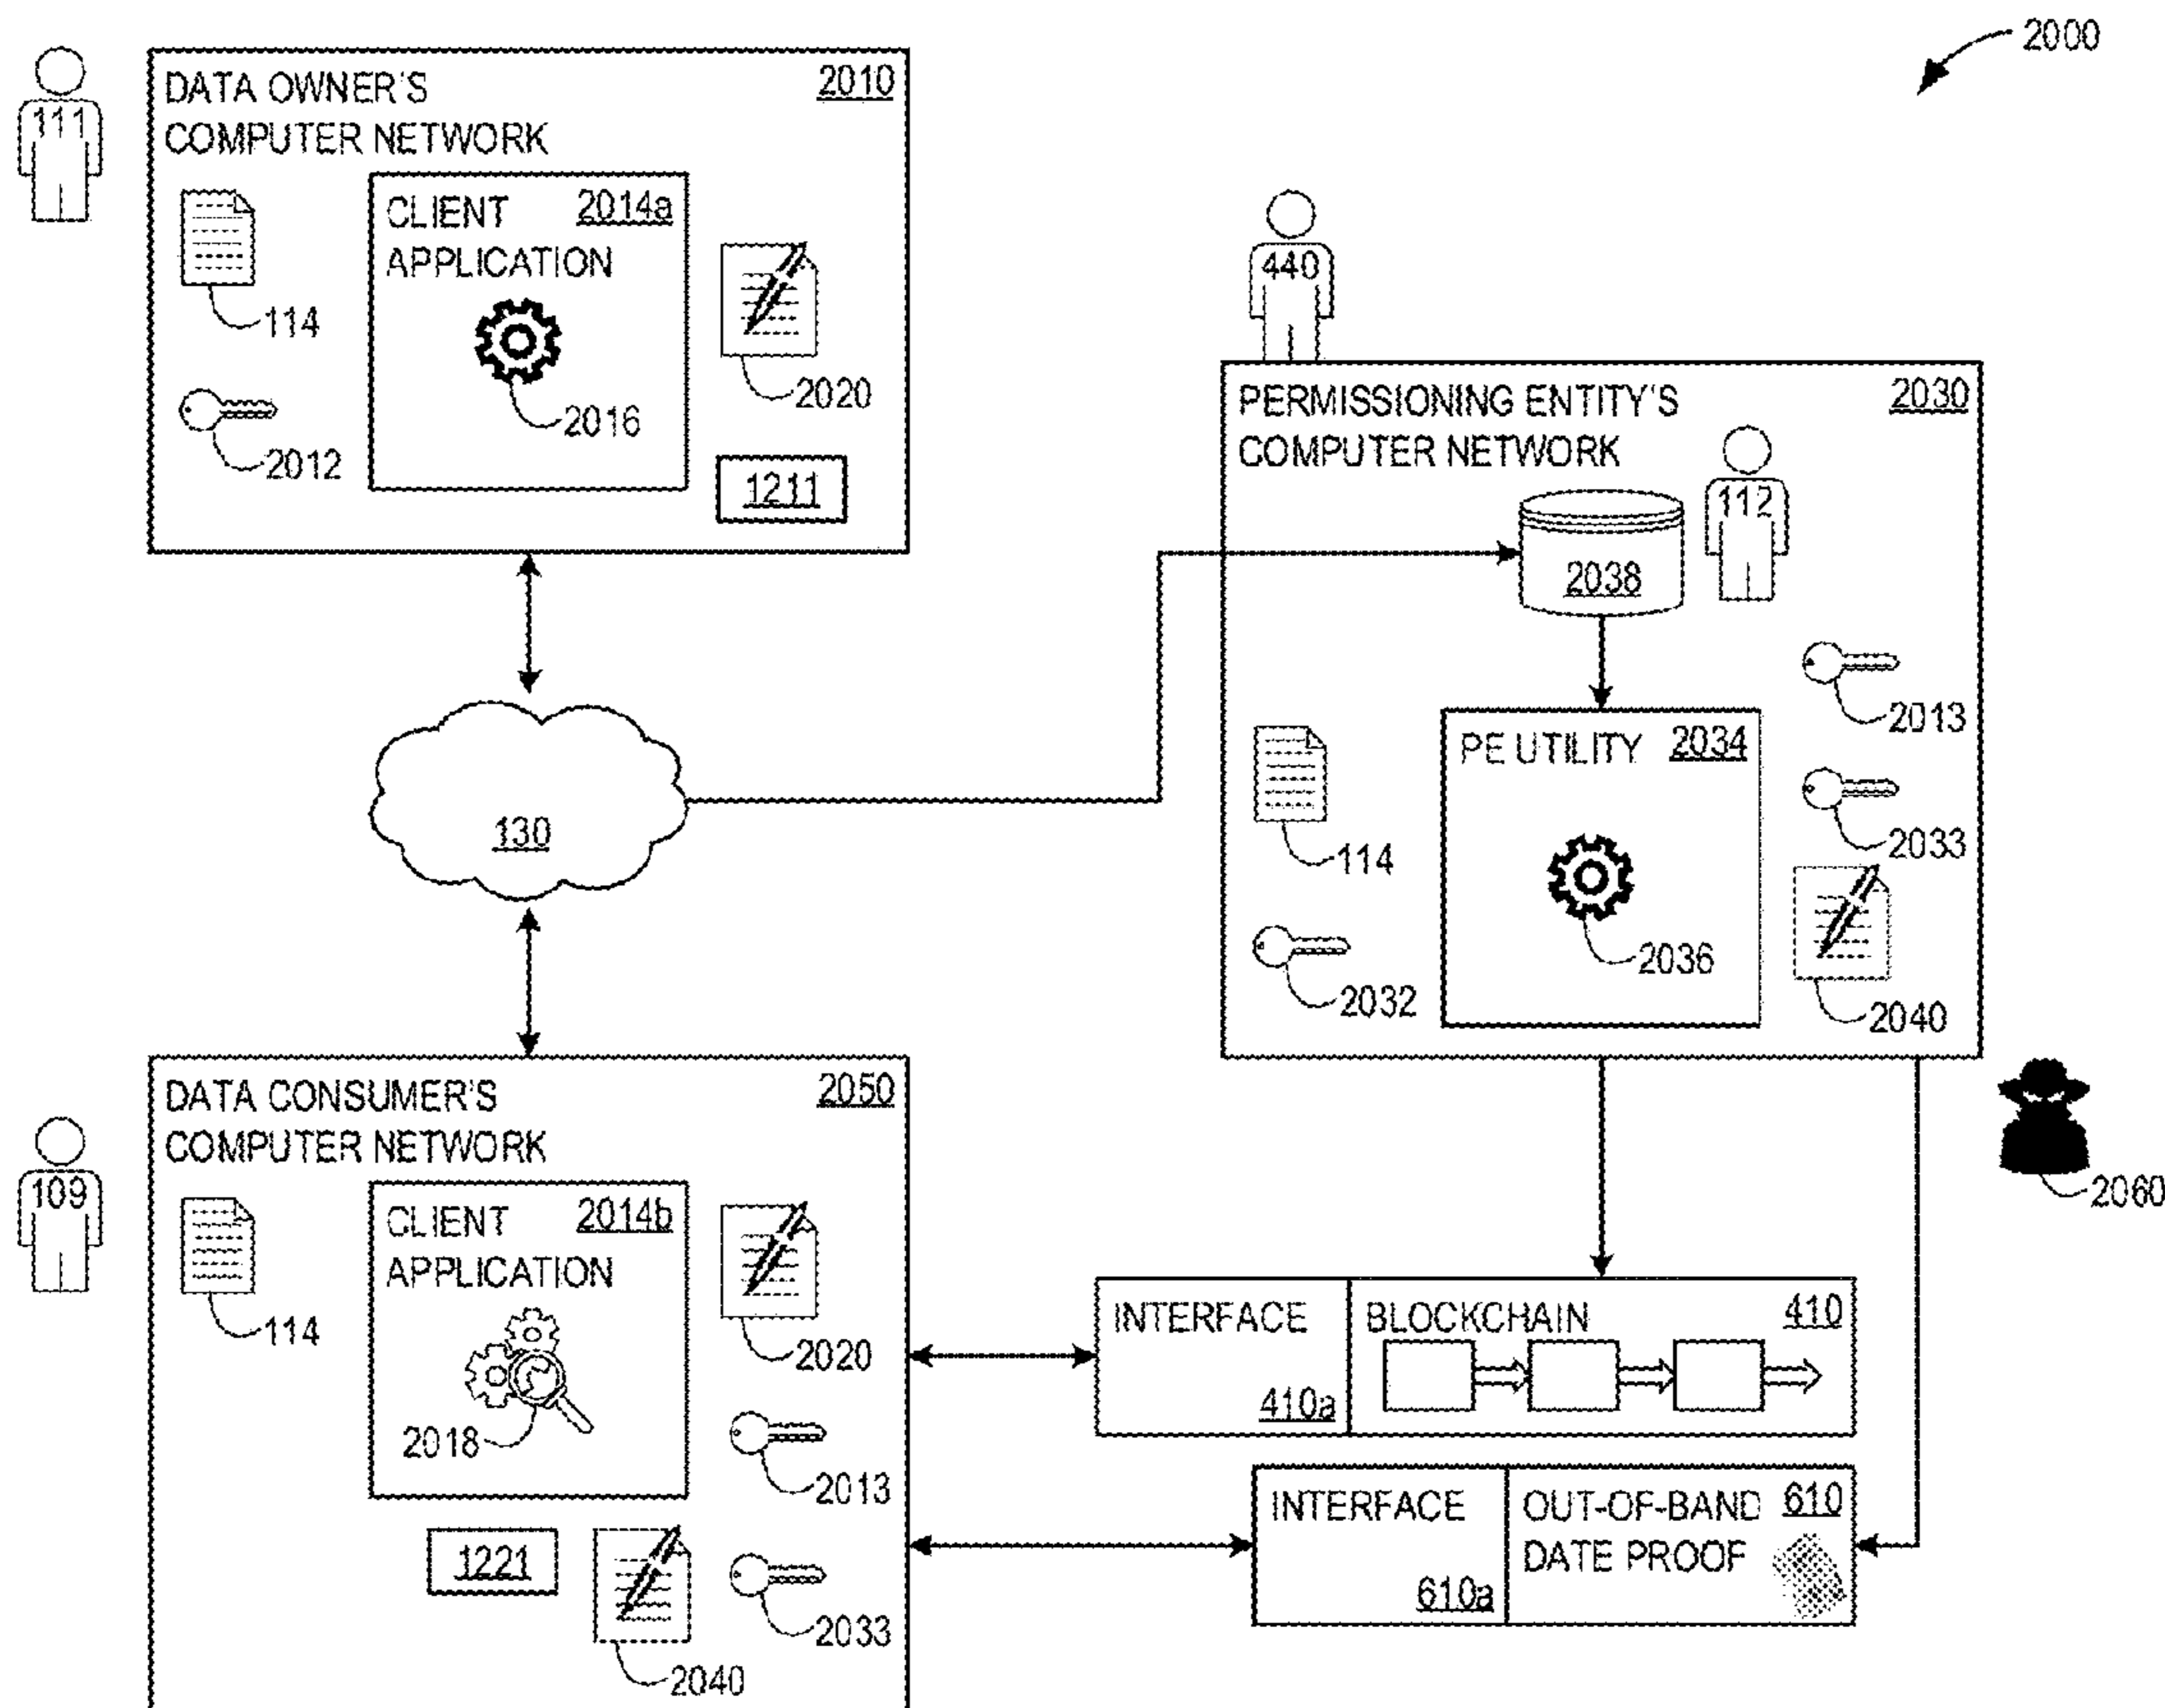 2000
111
DATA OWNER'S
COMPUTER NETWORK
2010
114
2012
CLIENT
APPLICATION
2014a
2016
2020
1211
440
PERMISSIONING ENTITY'S
COMPUTER NETWORK
2030
112
2038
2013
2033
PE UTILITY
2034
2036
114
2032
2040
130
2060
109
DATA CONSUMER'S
COMPUTER NETWORK
2050
114
CLIENT
APPLICATION
2014b
2018
2020
2013
1221
2033
2040
INTERFACE
410a
BLOCKCHAIN
410
INTERFACE
610a
OUT-OF-BAND
DATE PROOF
610